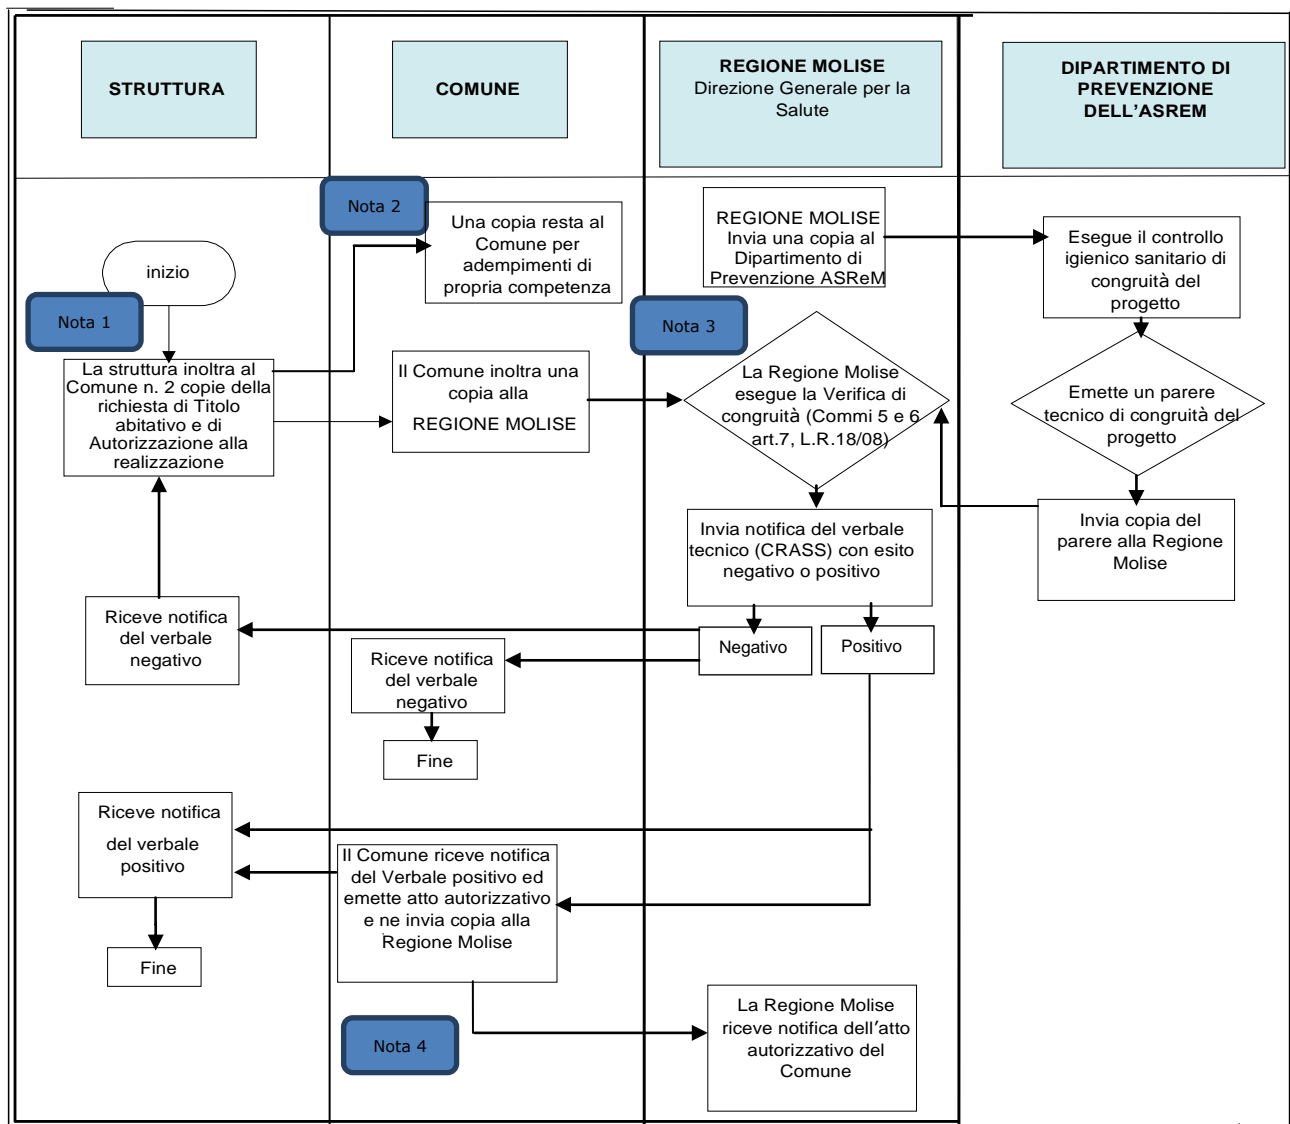 STRUTTURA
COMUNE
REGIONE MOLISE
Direzione Generale per la
Salute
DIPARTIMENTO DI
PREVENZIONE
DELL'ASREM
inizio
Nota 1
La struttura inoltra al
Comune n. 2 copie della
richiesta di Titolo
abitativo e di
Autorizzazione alla
realizzazione
Nota 2
Una copia resta al
Comune per
adempimenti di
propria competenza
Il Comune inoltra una
copia alla
REGIONE MOLISE
REGIONE MOLISE
Invia una copia al
Dipartimento di
Prevenzione ASReM
Nota 3
La Regione Molise
esegue la Verifica di
congruità (Commi 5 e 6
art.7, L.R.18/08)
Esegue il controllo
igienico sanitario di
congruità del
progetto
Emette un parere
tecnico di congruità del
progetto
Invia copia del
parere alla Regione
Molise
Invia notifica del verbale
tecnico (CRASS) con esito
negativo o positivo
Negativo
Positivo
Riceve notifica
del verbale
negativo
Riceve notifica
del verbale
negativo
Fine
Riceve notifica
del verbale
positivo
Fine
Il Comune riceve notifica
del Verbale positivo ed
emette atto autorizzativo
e ne invia copia alla
Regione Molise
Nota 4
La Regione Molise
riceve notifica dell'atto
autorizzativo del
Comune